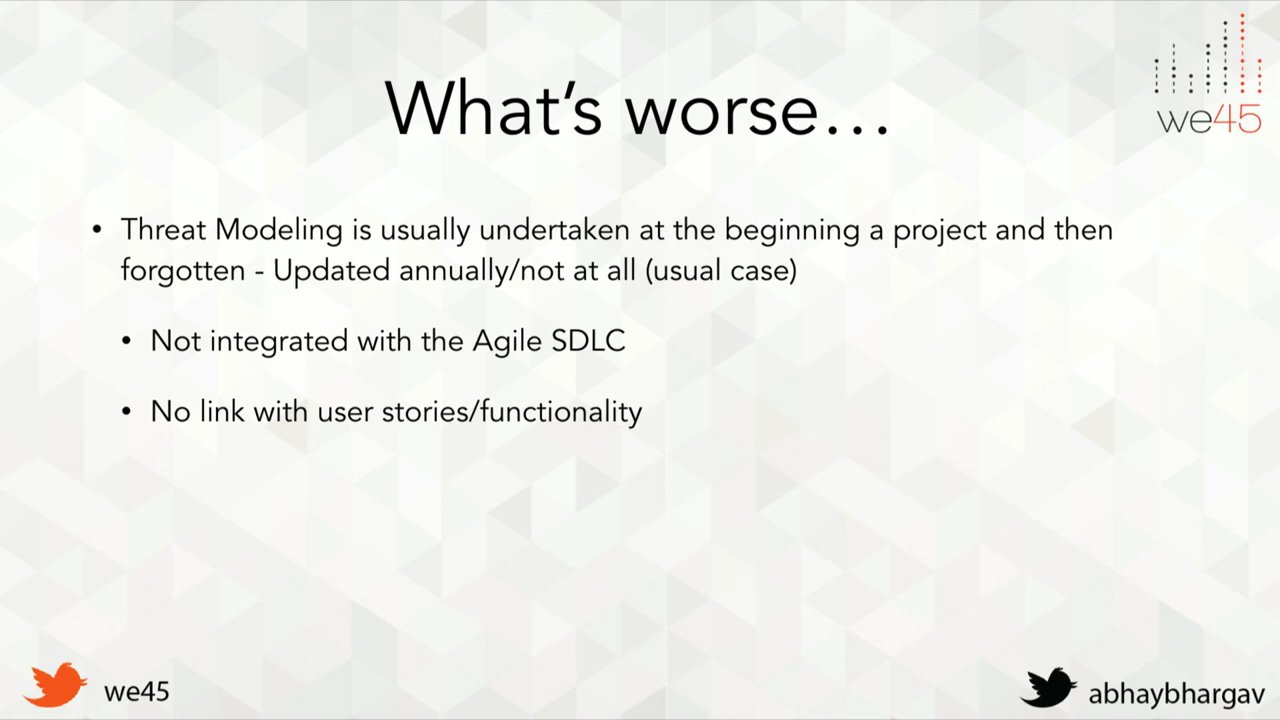 What's worse…
we45
• Threat Modeling is usually undertaken at the beginning a project and then
forgotten - Updated annually/not at all (usual case)
• Not integrated with the Agile SDLC
• No link with user stories/functionality
we45
abhaybhargav